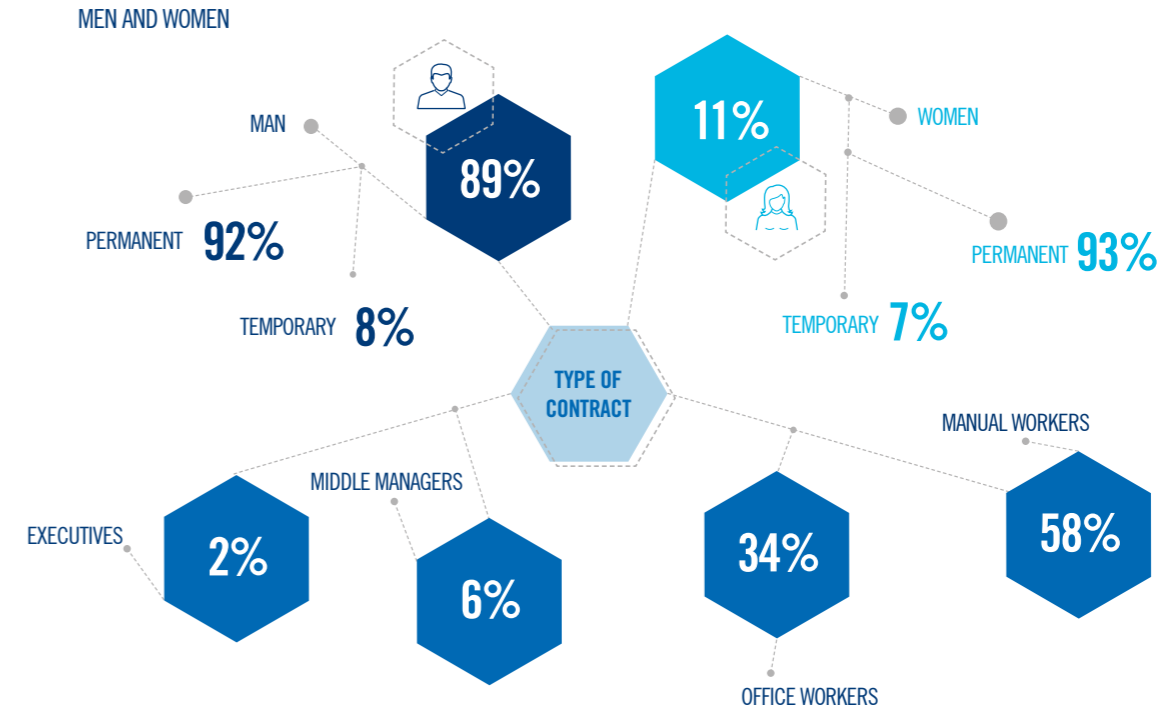 MEN AND WOMEN
MAN
89%
11%
WOMEN
PERMANENT 92%
TEMPORARY 8%
PERMANENT 93%
TEMPORARY 7%
TYPE OF
CONTRACT
EXECUTIVES
2%
MIDDLE MANAGERS
6%
34%
OFFICE WORKERS
MANUAL WORKERS
58%